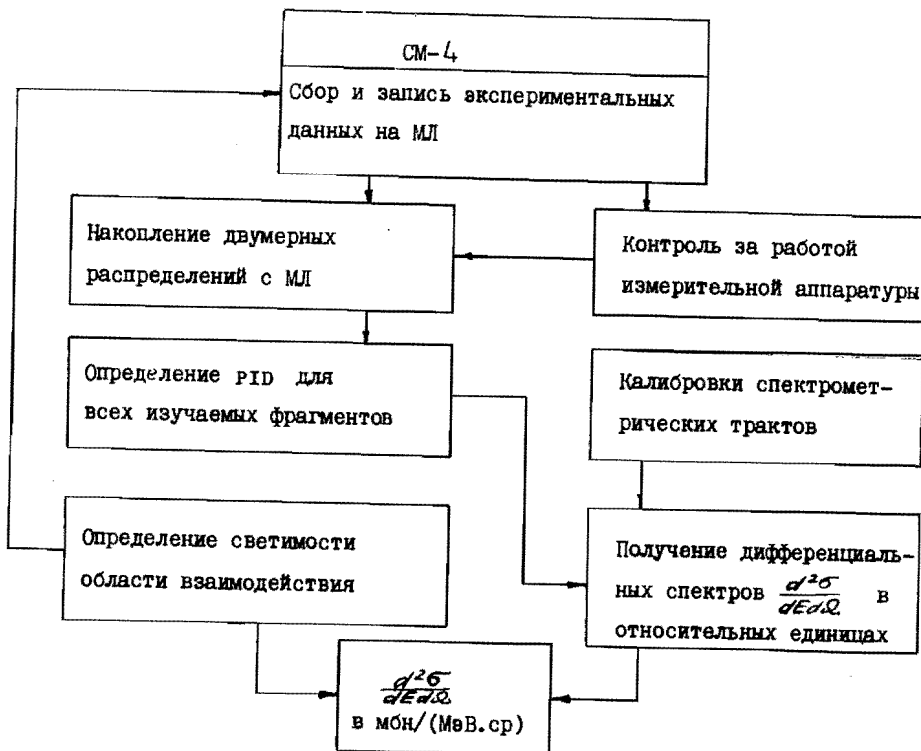 СМ-4
Сбор и запись экспериментальных
данных на МЛ
Накопление двумерных
распределений с МЛ
Контроль за работой
измерительной аппаратуры
Определение PID для
всех изучаемых фрагментов
Калибровки спектромет-
рических трактов
Определение светимости
области взаимодействия
Получение дифференциаль-
ных спектров d²σ/dEdΩ в
относительных единицах
d²σ/dEdΩ
в мбн/(МэВ.ср)